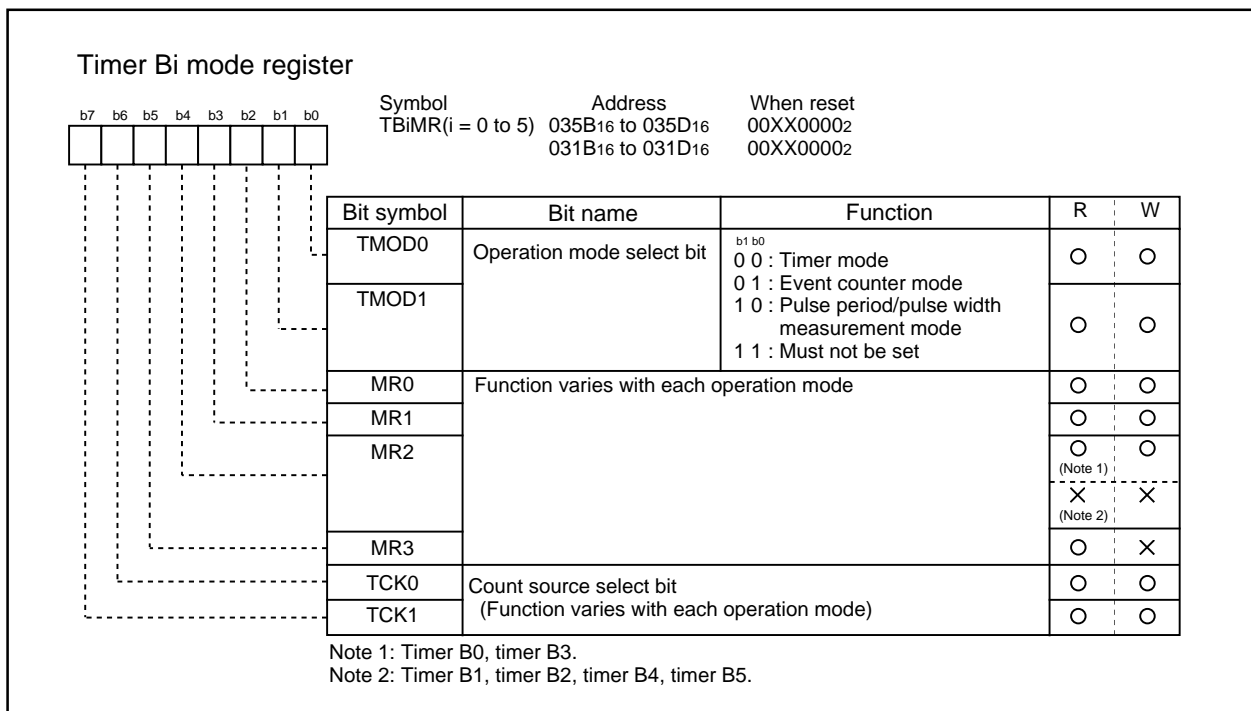 Timer Bi mode register
Symbol Address When reset
b7 b6 b5 b4 b3 b2 b1 b0
TBiMR(i = 0 to 5) 035B16 to 035D16 00XX00002
031B16 to 031D16 00XX00002
Bit symbol Bit name Function R W
TMOD0 Operation mode select bit b1 b0
0 0 : Timer mode
0 1 : Event counter mode
TMOD1 1 0 : Pulse period/pulse width
measurement mode
1 1 : Must not be set
MR0 Function varies with each operation mode
MR1
MR2
(Note 1)
(Note 2)
MR3
TCK0 Count source select bit
(Function varies with each operation mode)
TCK1
Note 1: Timer B0, timer B3.
Note 2: Timer B1, timer B2, timer B4, timer B5.